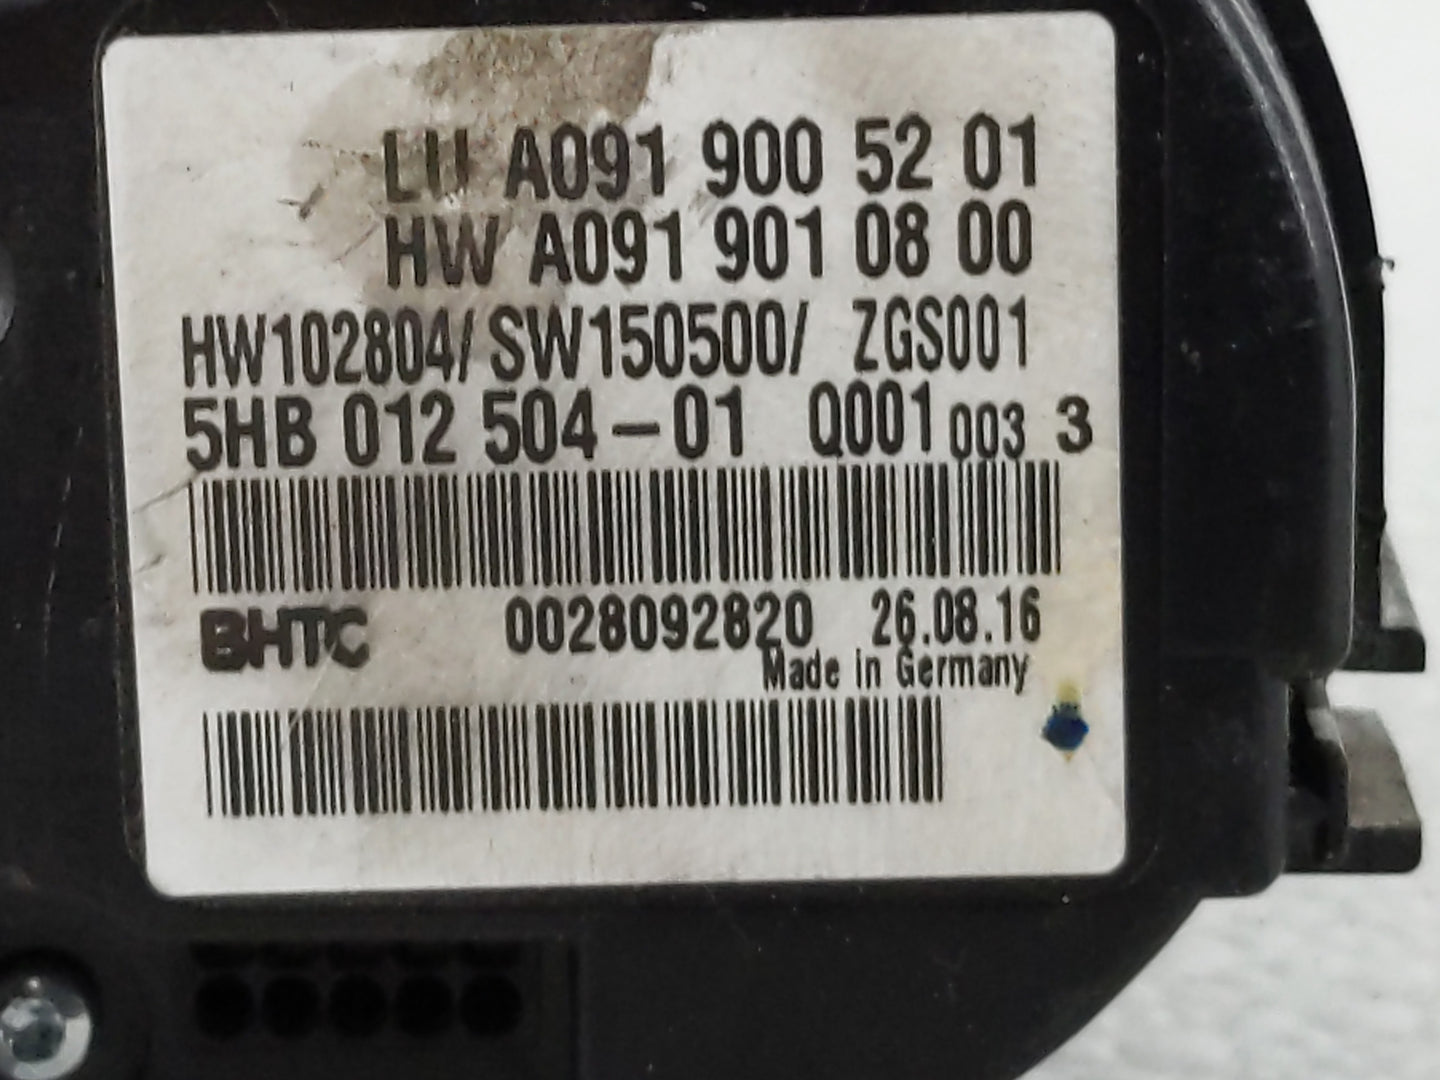 LU A091 900 52 01
HW A091 901 08 00
HW102804/ SW150500/ ZGS001
5HB 012 504-01 Q001 003 3
BHTC 0028092820 26.08.16
Made in Germany